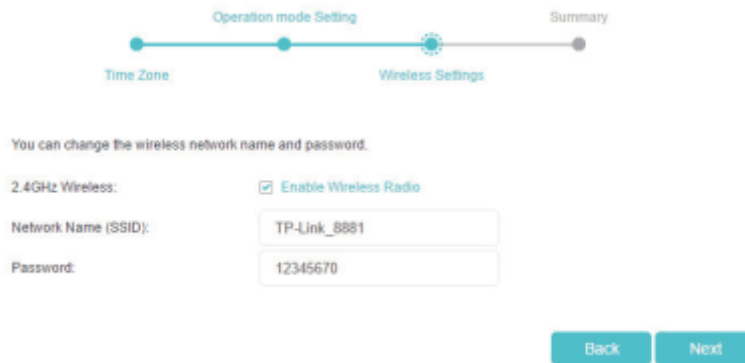 Operation mode Setting Summary
Time Zone Wireless Settings
You can change the wireless network name and password.
2.4GHz Wireless: Enable Wireless Radio
Network Name (SSID): TP-Link_8881
Password: 12345670
Back Next